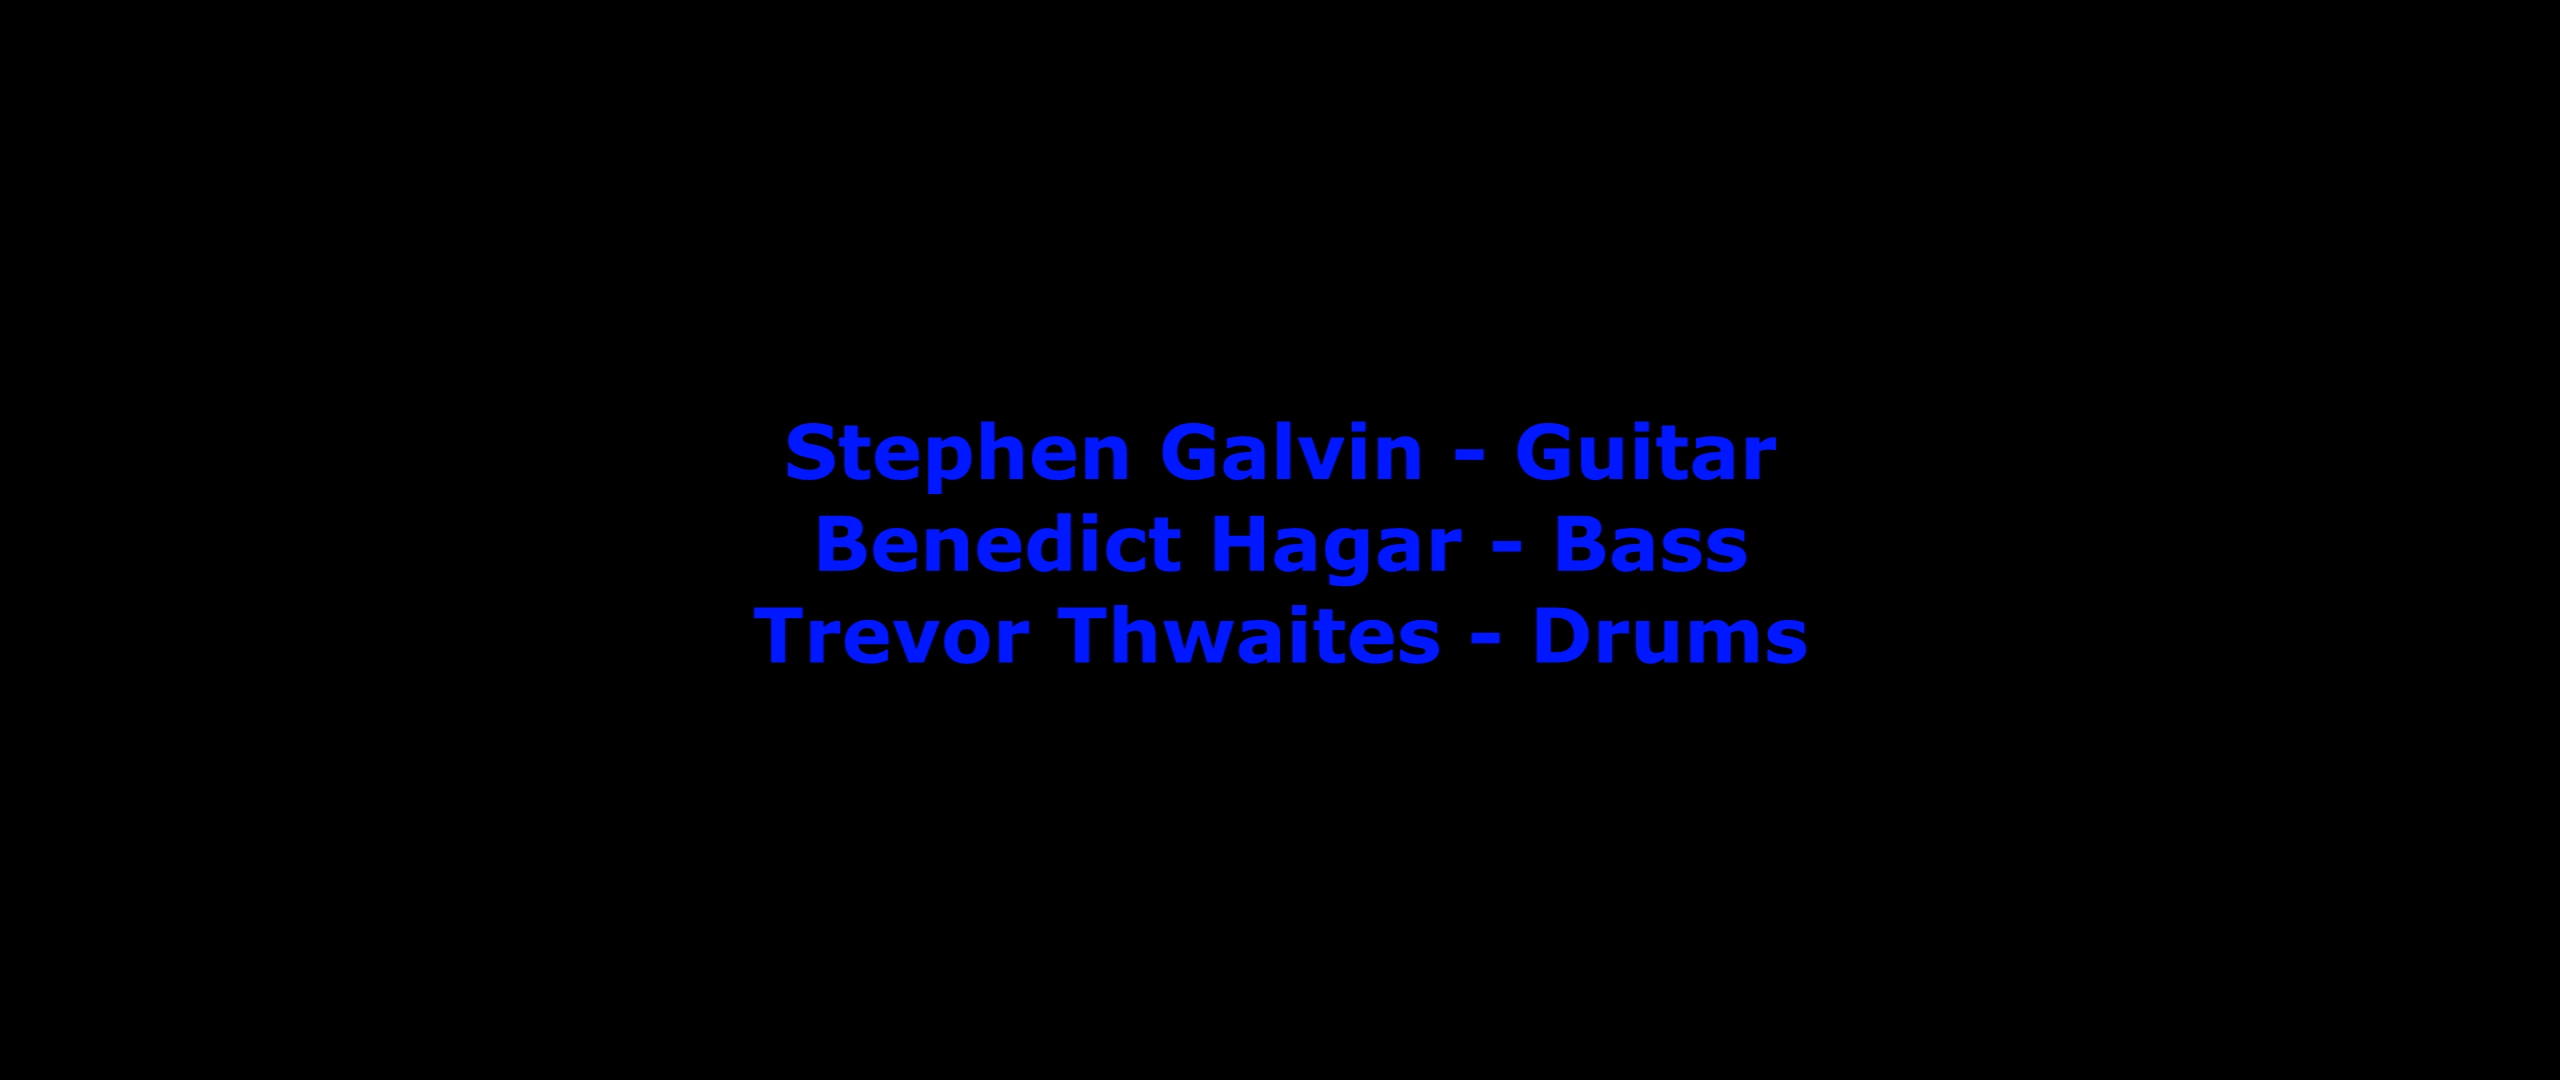 Stephen Galvin - Guitar
Benedict Hagar - Bass
Trevor Thwaites - Drums